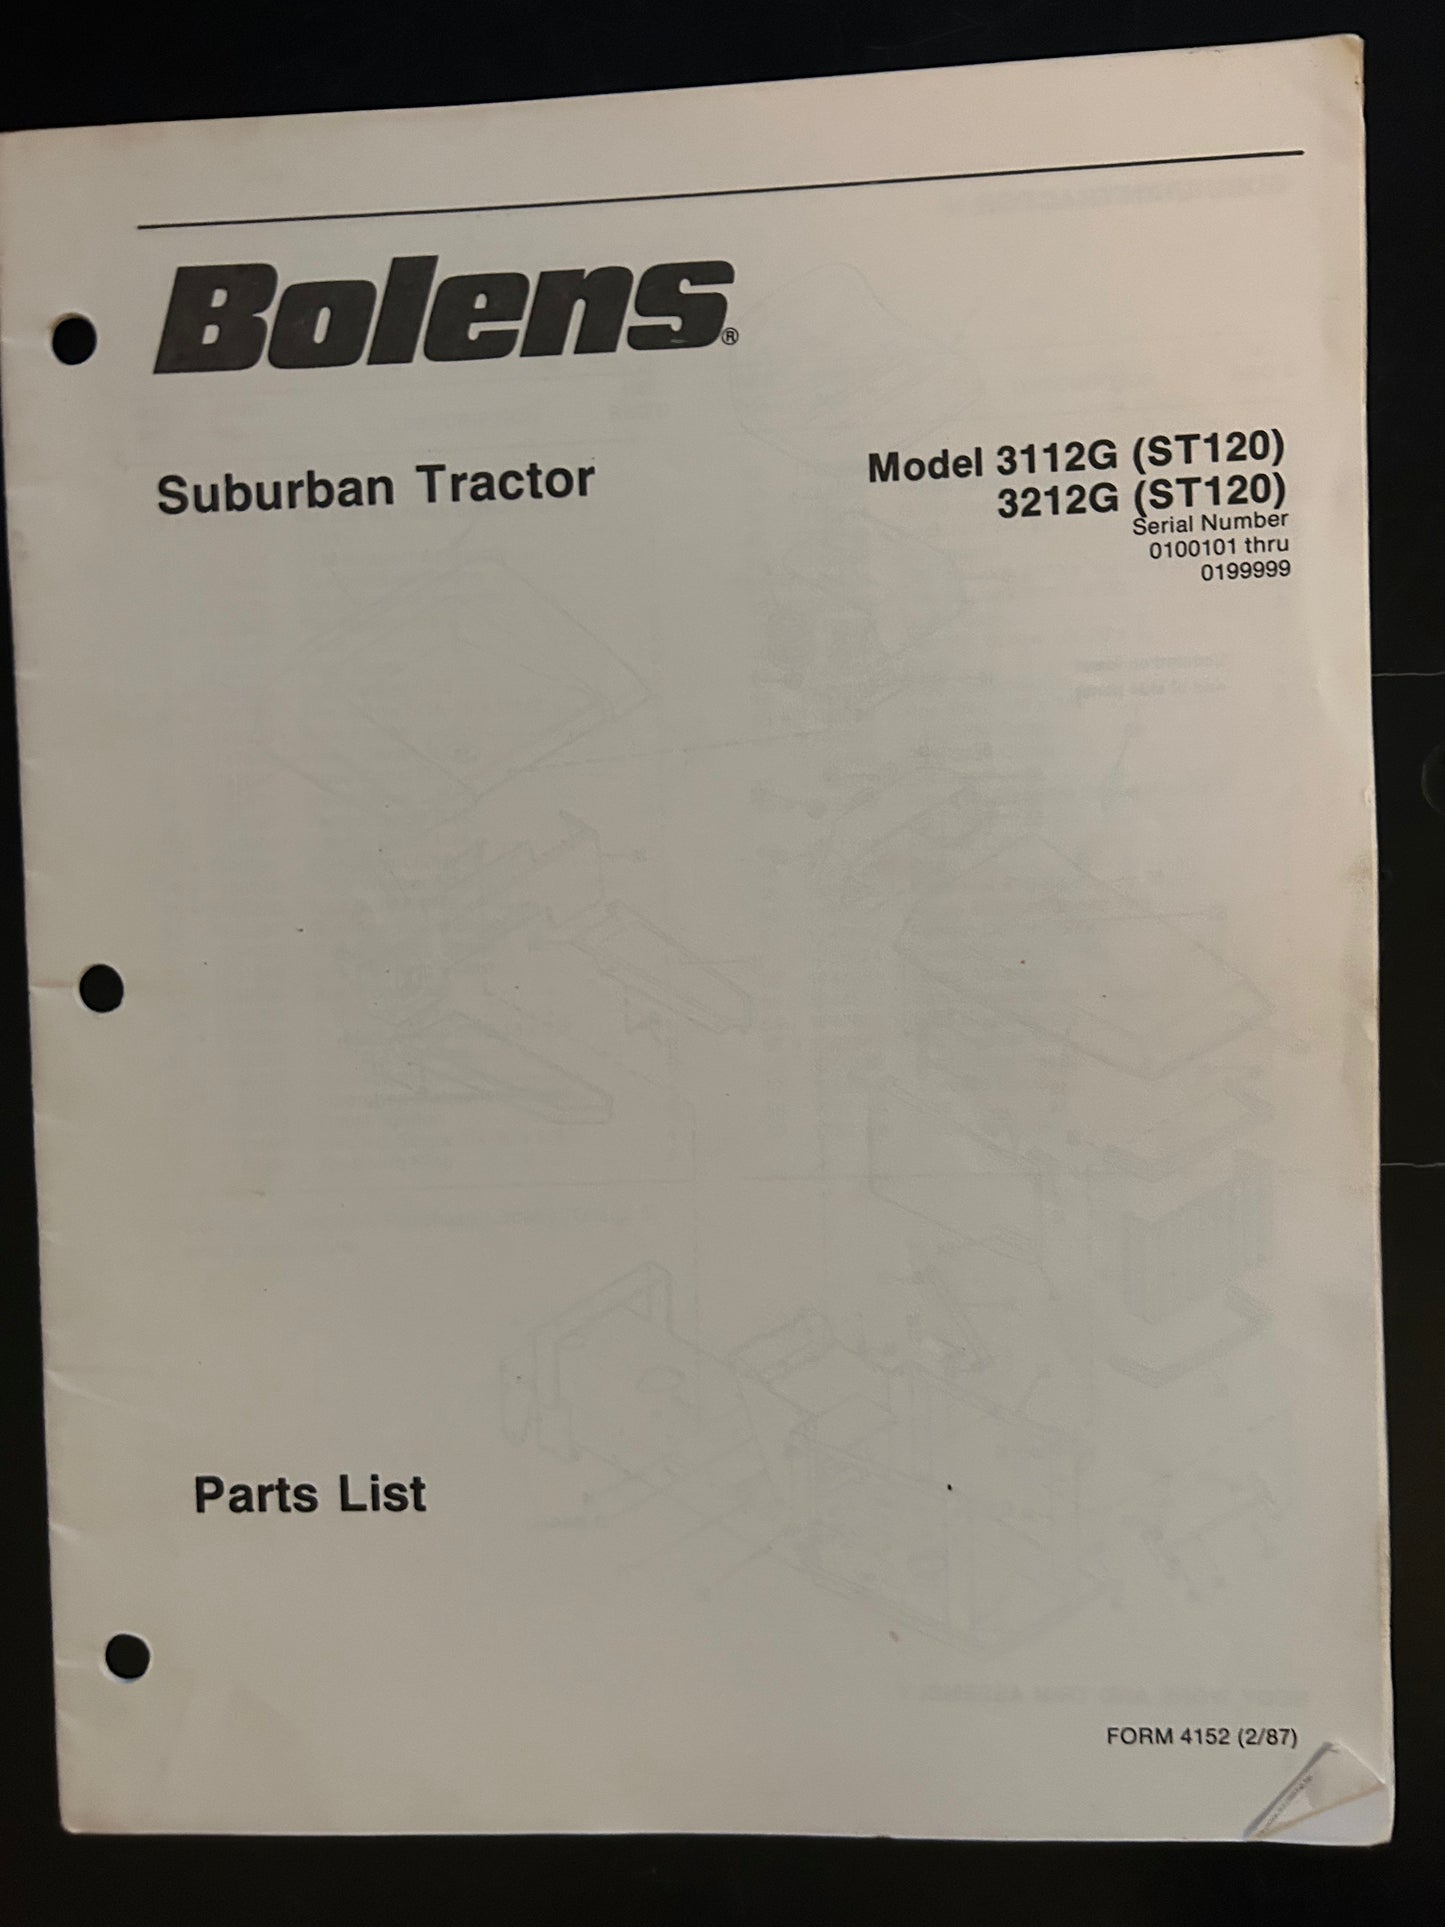 Bolens®
Suburban Tractor
Model 3112G (ST120)
3212G (ST120)
Serial Number
0100101 thru
0199999
Parts List
FORM 4152 (2/87)